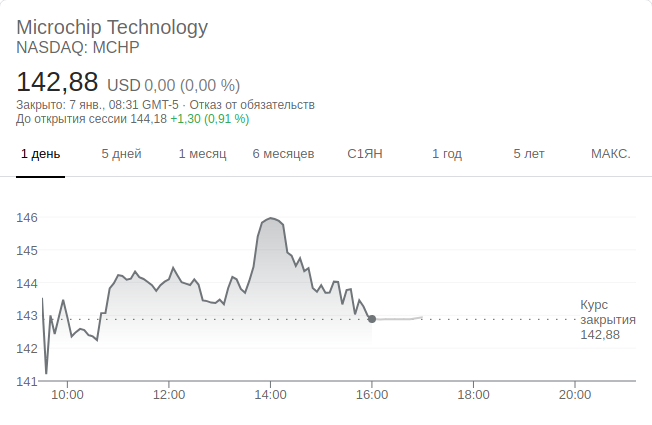 Microchip Technology
NASDAQ: MCHP
142,88 USD 0,00 (0,00 %)
Закрыто: 7 янв., 08:31 GMT-5 · Отказ от обязательств
До открытия сессии 144,18 +1,30 (0,91 %)
1 день 5 дней 1 месяц 6 месяцев С1ЯН 1 год 5 лет МАКС.
146
145
144
143
142
141
Курс
закрытия
142,88
10:00 12:00 14:00 16:00 18:00 20:00